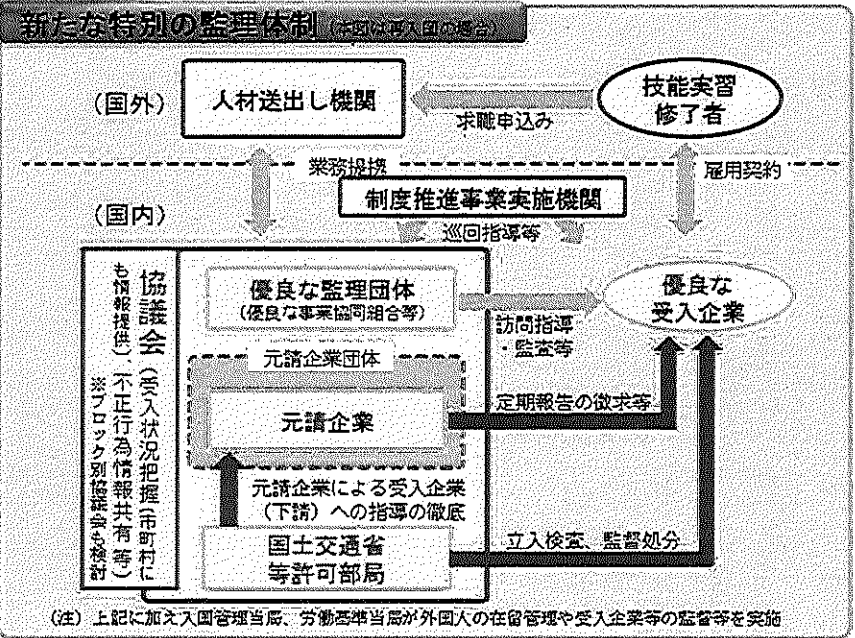 新たな特別の監理体制（本図は再入国の場合）
（国外）
人材送出し機関
求職申込み
技能実習
修了者
業務提携
雇用契約
（国内）
制度推進事業実施機関
巡回指導等
協議会（受入状況把握（市町村に
も情報提供）、不正行為情報共有等）
※ブロック別協議会も検討
優良な監理団体
（優良な事業協同組合等）
訪問指導
・監査等
優良な
受入企業
元請企業団体
元請企業
定期報告の徴求等
元請企業による受入企業
（下請）への指導の徹底
国土交通省
等許可部局
立入検査、監督処分
（注）上記に加え入国管理当局、労働基準当局が外国人の在留管理や受入企業等の監督等を実施